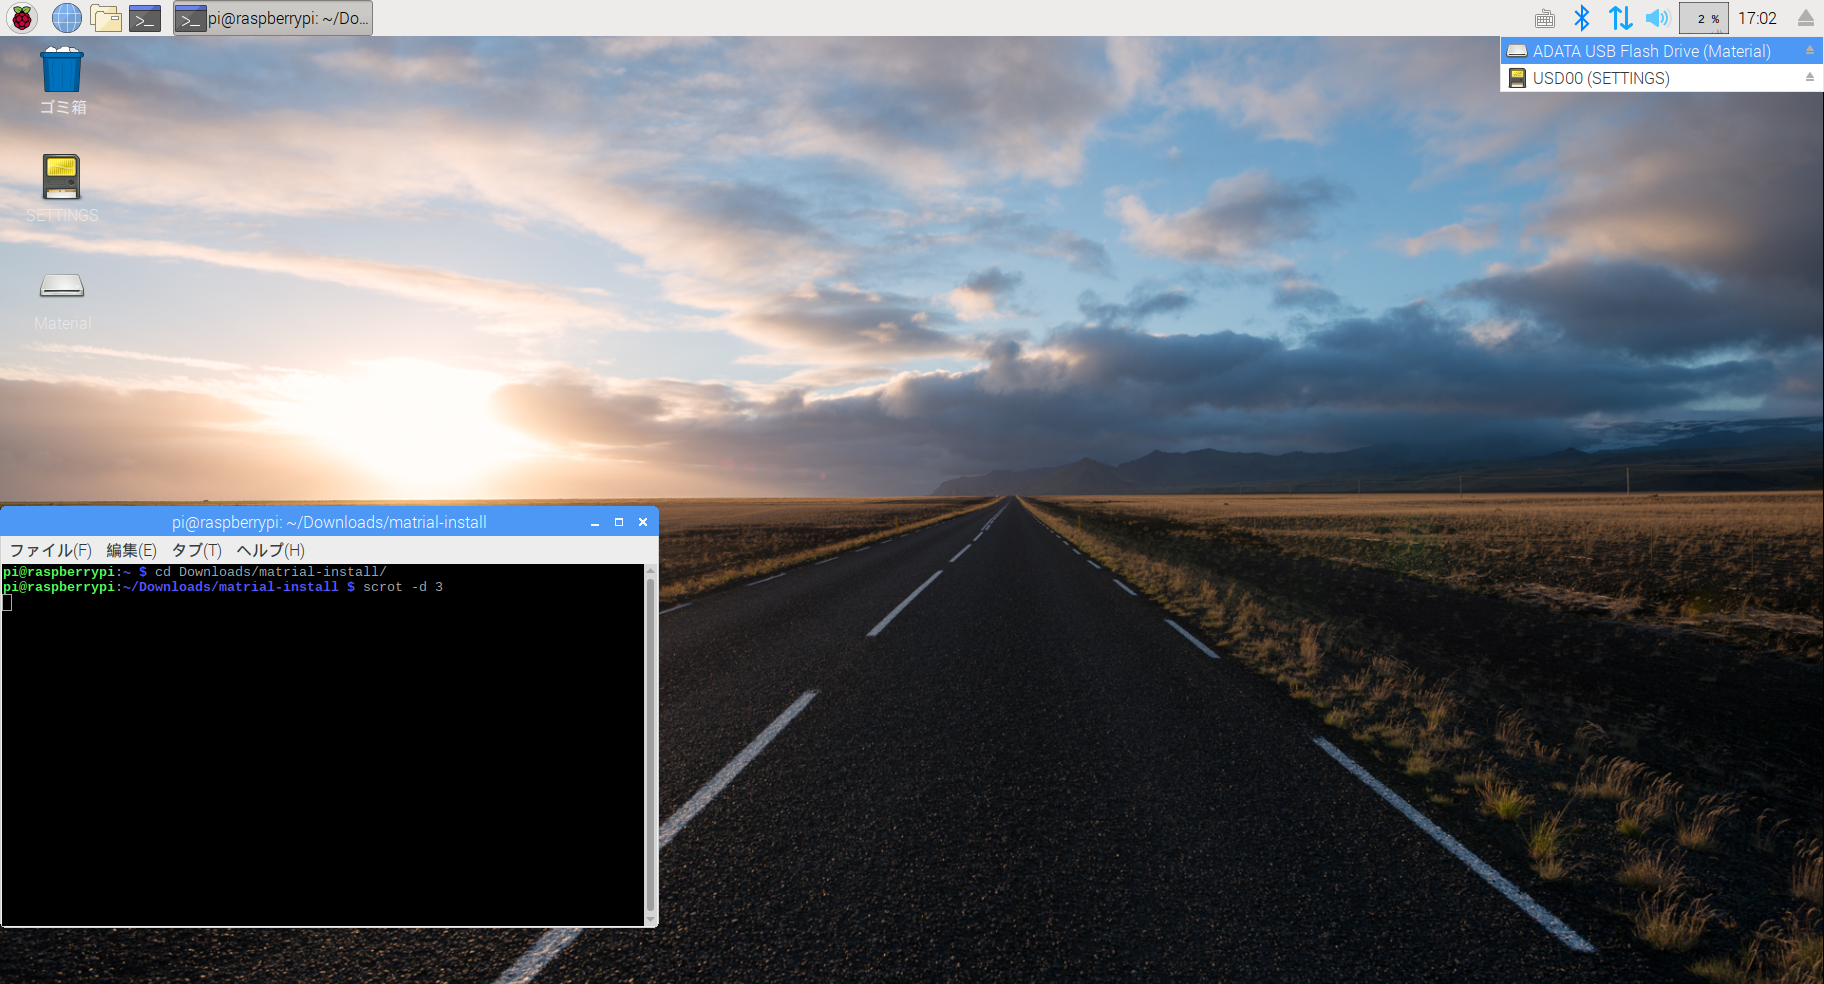 pi@raspberrypi: ~/Do...
2 %
17:02
ADATA USB Flash Drive (Material)
USD00 (SETTINGS)
ゴミ箱
SETTINGS
Material
pi@raspberrypi: ~/Downloads/matrial-install
ファイル(F) 編集(E) タブ(T) ヘルプ(H)
pi@raspberrypi:~ $ cd Downloads/matrial-install/
pi@raspberrypi:~/Downloads/matrial-install $ scrot -d 3